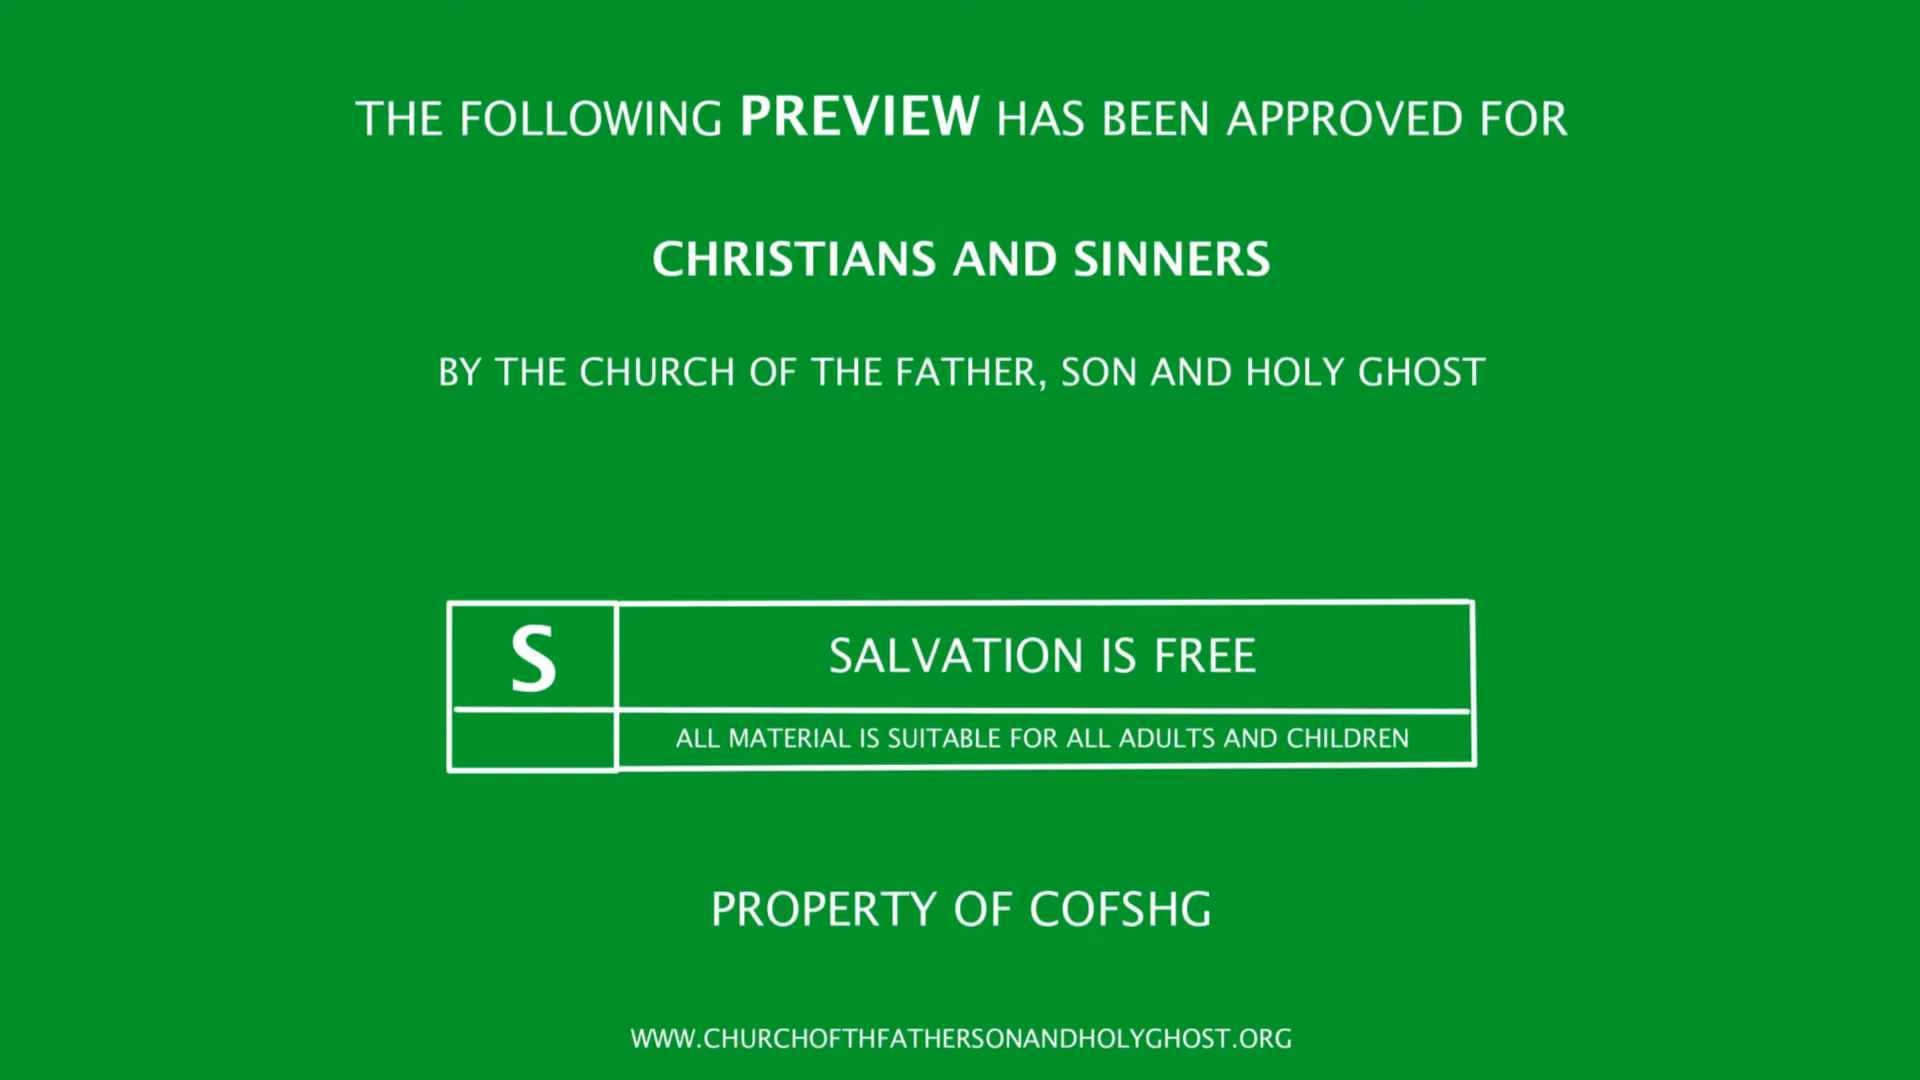 THE FOLLOWING PREVIEW HAS BEEN APPROVED FOR
CHRISTIANS AND SINNERS
BY THE CHURCH OF THE FATHER, SON AND HOLY GHOST
S
SALVATION IS FREE
ALL MATERIAL IS SUITABLE FOR ALL ADULTS AND CHILDREN
PROPERTY OF COFSHG
WWW.CHURCHOFTHFATHERSONANDHOLYGHOST.ORG